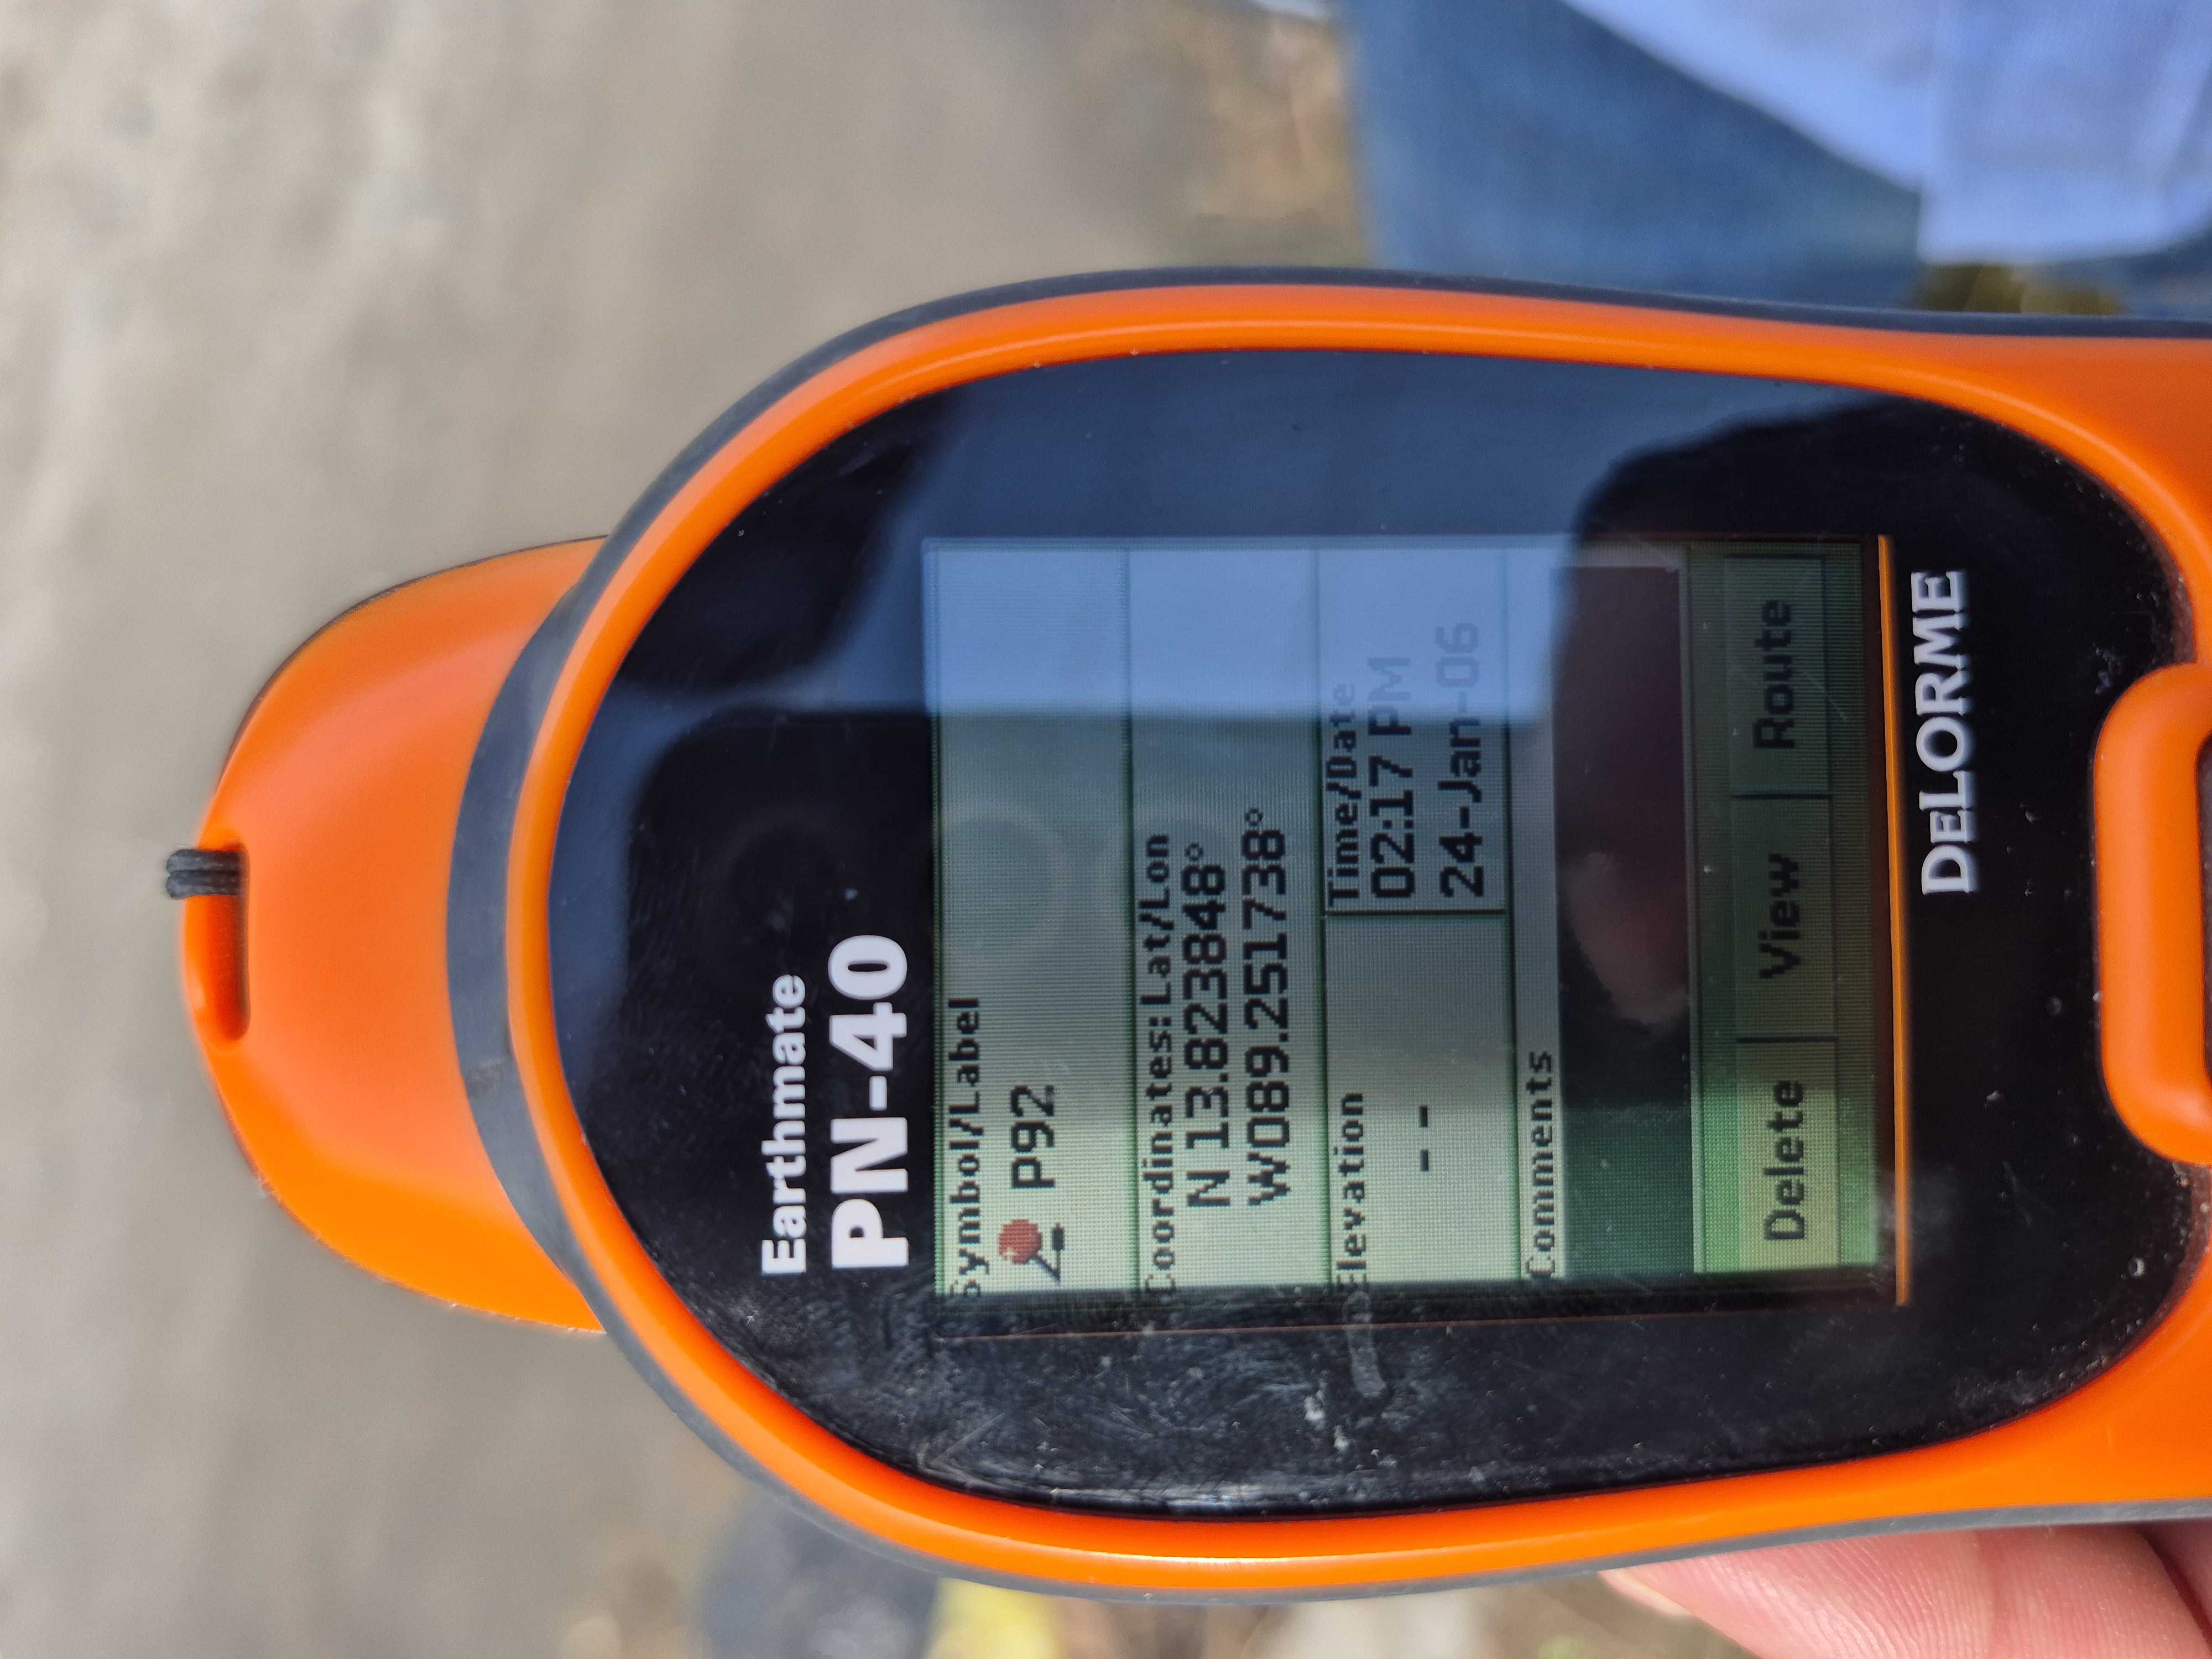 Earthmate
PN-40
Symbol/Label
P92
Coordinates: Lat/Lon
N 13.823848°
W089.251738°
Elevation
Time/Date
- -
02:17 PM
24-Jan-06
Comments
Delete View Route
DELORME